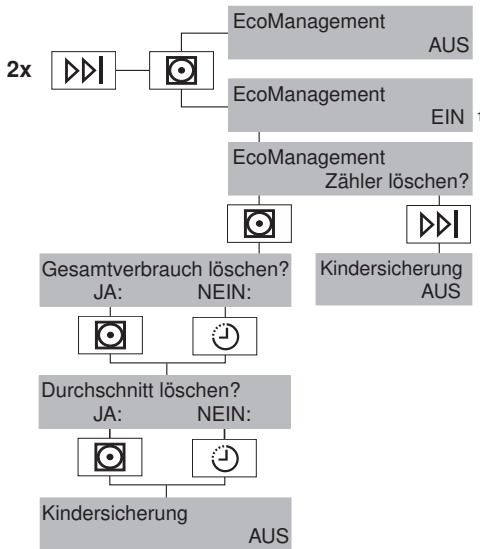 EcoManagement
AUS
2x
EcoManagement
EIN
EcoManagement
Zähler löschen?
Gesamtverbrauch löschen?
JA: NEIN:
Kindersicherung
AUS
Durchschnitt löschen?
JA: NEIN:
Kindersicherung
AUS